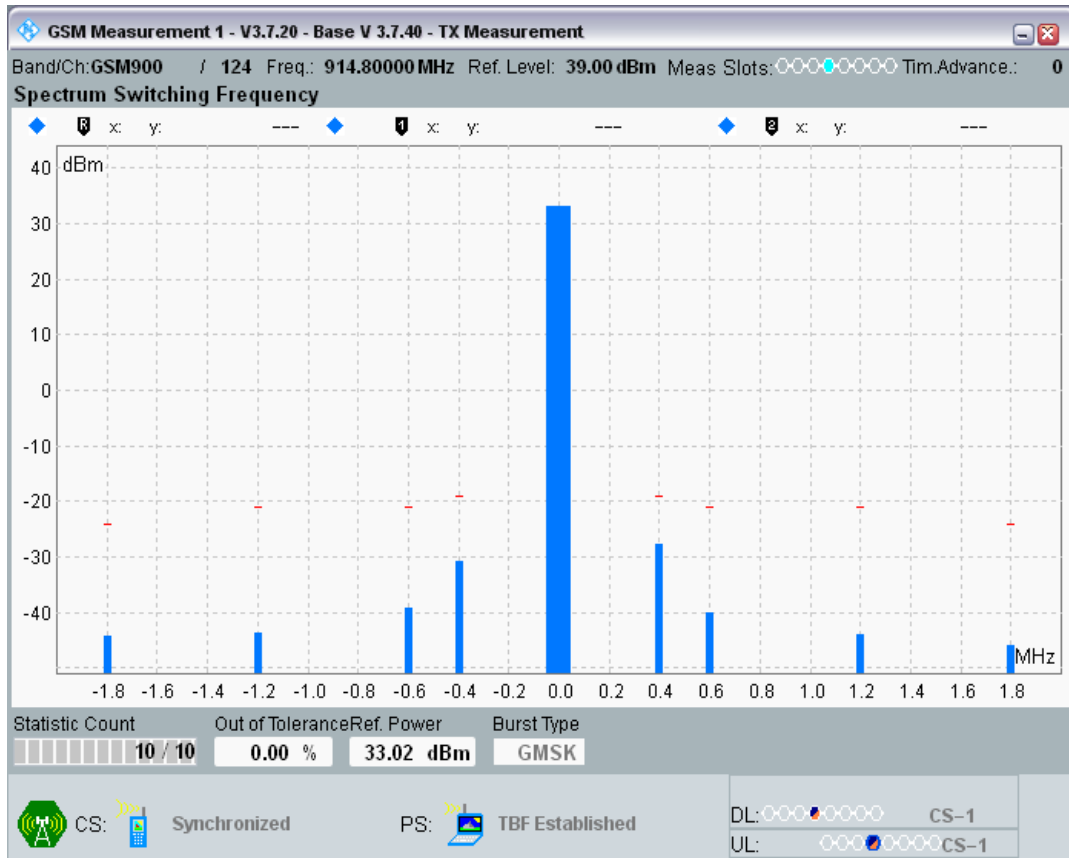 GSM Measurement 1 - V3.7.20 - Base V 3.7.40 - TX Measurement
Band/Ch:GSM900 / 124 Freq.: 914.80000 MHz Ref. Level: 39.00 dBm Meas Slots: Tim.Advance.: 0
Spectrum Switching Frequency
R x: y: --- 1 x: y: --- 2 x: y: ---
dBm
40
30
20
10
0
-10
-20
-30
-40
MHz
-1.8 -1.6 -1.4 -1.2 -1.0 -0.8 -0.6 -0.4 -0.2 0.0 0.2 0.4 0.6 0.8 1.0 1.2 1.4 1.6 1.8
Statistic Count Out of Tolerance Ref. Power Burst Type
10 / 10 0.00 % 33.02 dBm GMSK
CS: Synchronized PS: TBF Established
DL: CS-1
UL: CS-1